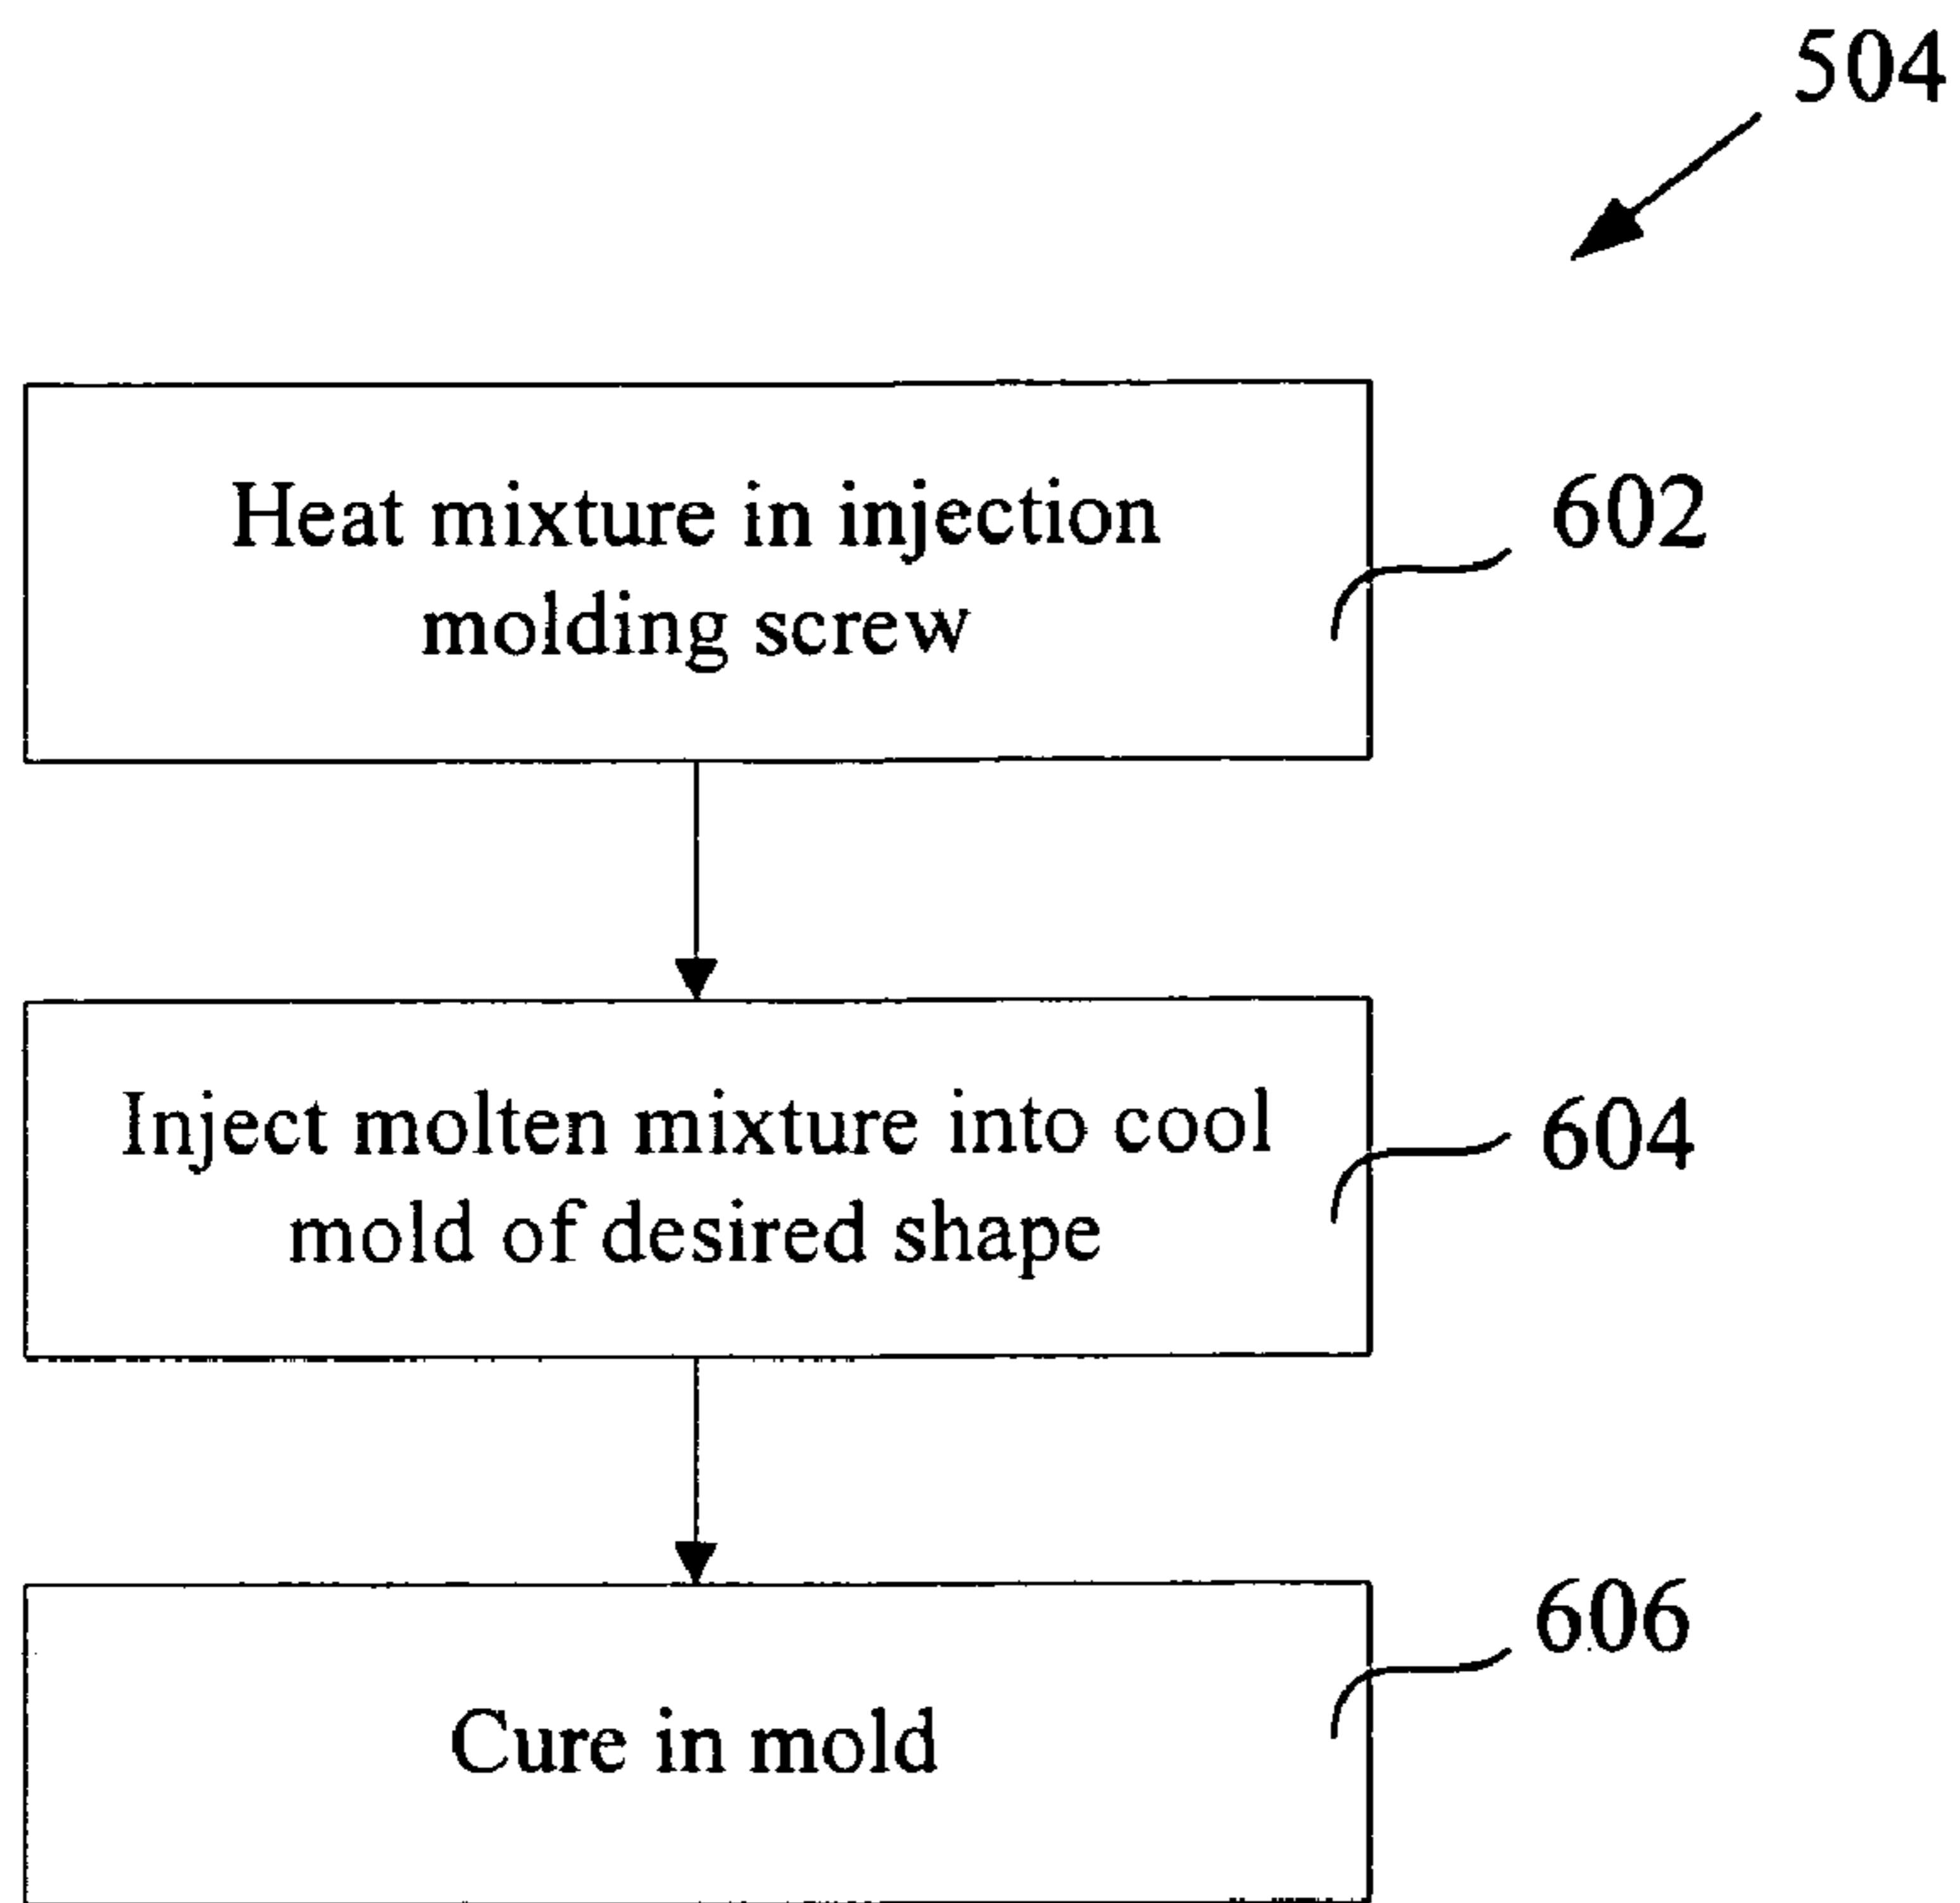 504
Heat mixture in injection
molding screw
602
Inject molten mixture into cool
mold of desired shape
604
Cure in mold
606